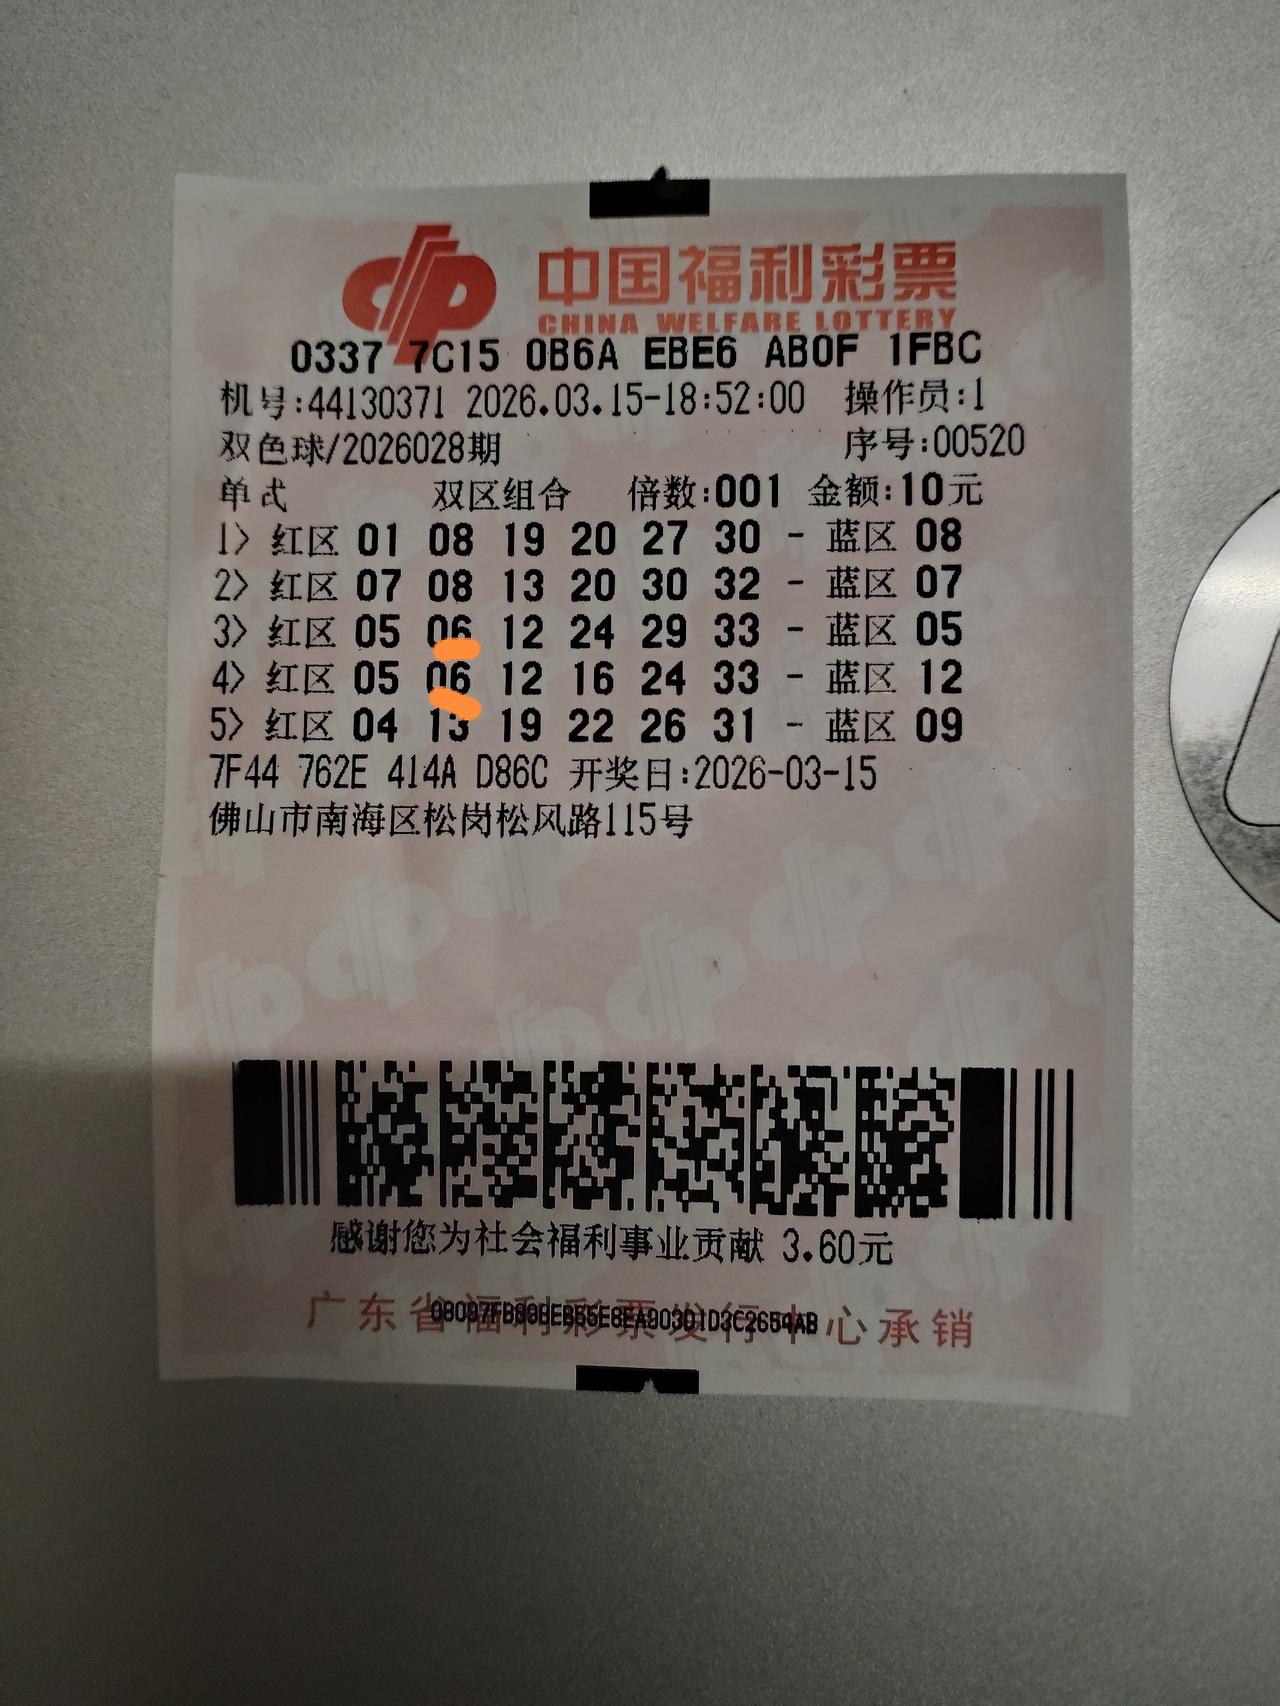 中国福利彩票
CHINA WELFARE LOTTERY
0337 7C15 0B6A EBE6 AB0F 1FBC
机号:44130371 2026.03.15-18:52:00 操作员:1
双色球/2026028期 序号:00520
单式 双区组合 倍数:001 金额:10元
1> 红区 01 08 19 20 27 30 - 蓝区 08
2> 红区 07 08 13 20 30 32 - 蓝区 07
3> 红区 05 06 12 24 29 33 - 蓝区 05
4> 红区 05 06 12 16 24 33 - 蓝区 12
5> 红区 04 13 19 22 26 31 - 蓝区 09
7F44 762E 414A D86C 开奖日:2026-03-15
佛山市南海区松岗松风路115号
感谢您为社会福利事业贡献 3.60元
广东省福利彩票发行中心承销